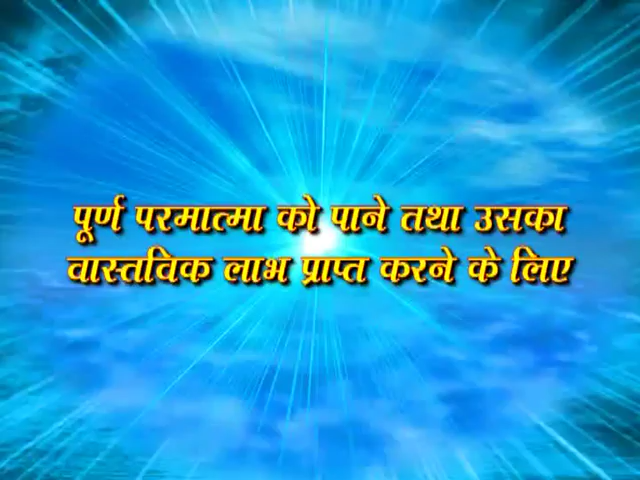 पूर्ण परमात्मा को पाने तथा उसका
वास्तविक लाभ प्राप्त करने के लिए